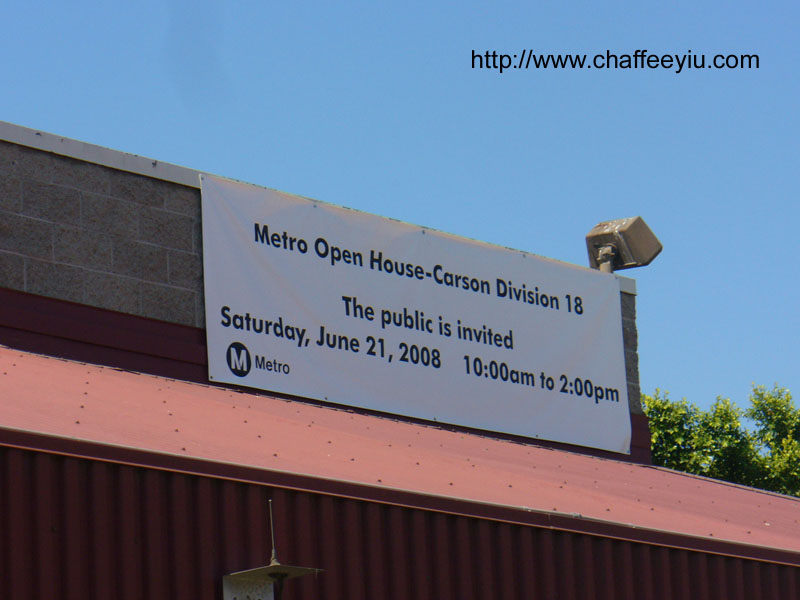 http://www.chaffeeyiu.com
Metro Open House-Carson Division 18
The public is invited
Saturday, June 21, 2008 10:00am to 2:00pm
M Metro